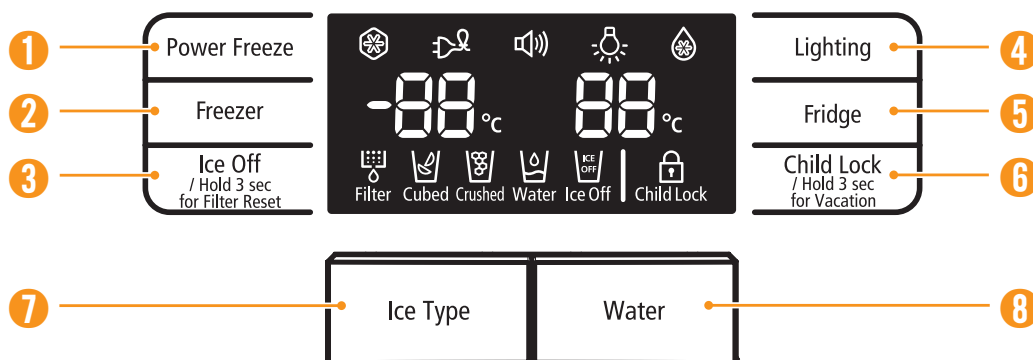 1 Power Freeze
2 Freezer
3 Ice Off
/ Hold 3 sec
for Filter Reset
-88 °C 88 °C
ICE
OFF
Filter Cubed Crushed Water Ice Off Child Lock
Lighting 4
Fridge 5
Child Lock 6
/ Hold 3 sec
for Vacation
7 Ice Type
Water 8